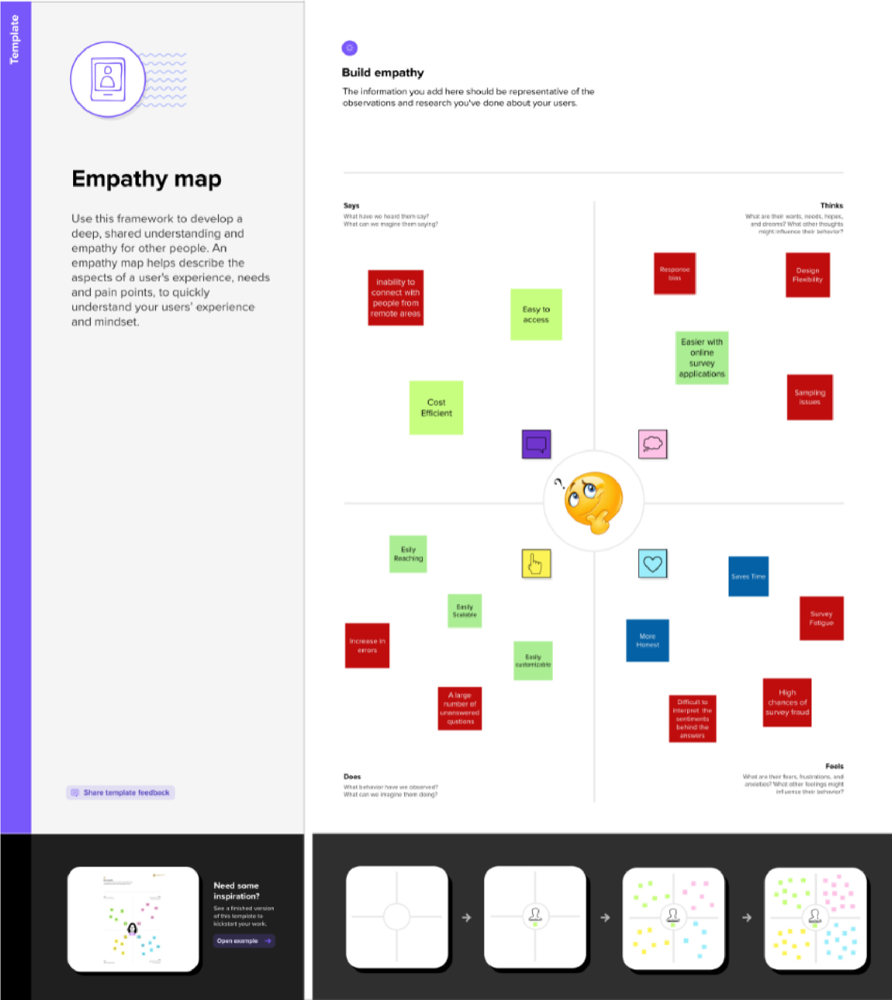 Template
Empathy map
Use this framework to develop a
deep, shared understanding and
empathy for other people. An
empathy map helps describe the
aspects of a user's experience, needs
and pain points, to quickly
understand your users' experience
and mindset.
Share template feedback
Need some
inspiration?
See a finished version
of this template to
kickstart your work.
Open example
Build empathy
The information you add here should be representative of the
observations and research you've done about your users.
Says
What have we heard them say?
What can we magine them saying?
Thinks
What are their wants, needs, hopes,
and dreams? What other thoughts
might influence their behavior?
Inability to
connect with
people from
remote areas
Easy to
access
Cost
Efficient
Response
bias
Design
Flexibility
Easier with
online
survey
applications
Sampling
issues
?
Esily
Reaching
Easily
Scalable
Increase in
errors
Easily
customizable
A large
number of
unanswered
qustions
Saves Time
Survey
Fatigue
More
Honest
High
chances of
survey fraud
Difficult to
interpret the
sentiments
behind the
answers
Does
What behavior have we observed?
What can we imagine them doing?
Feels
What are their fears, frustrations, and
anxieties? What other feelings might
influence their behavior?